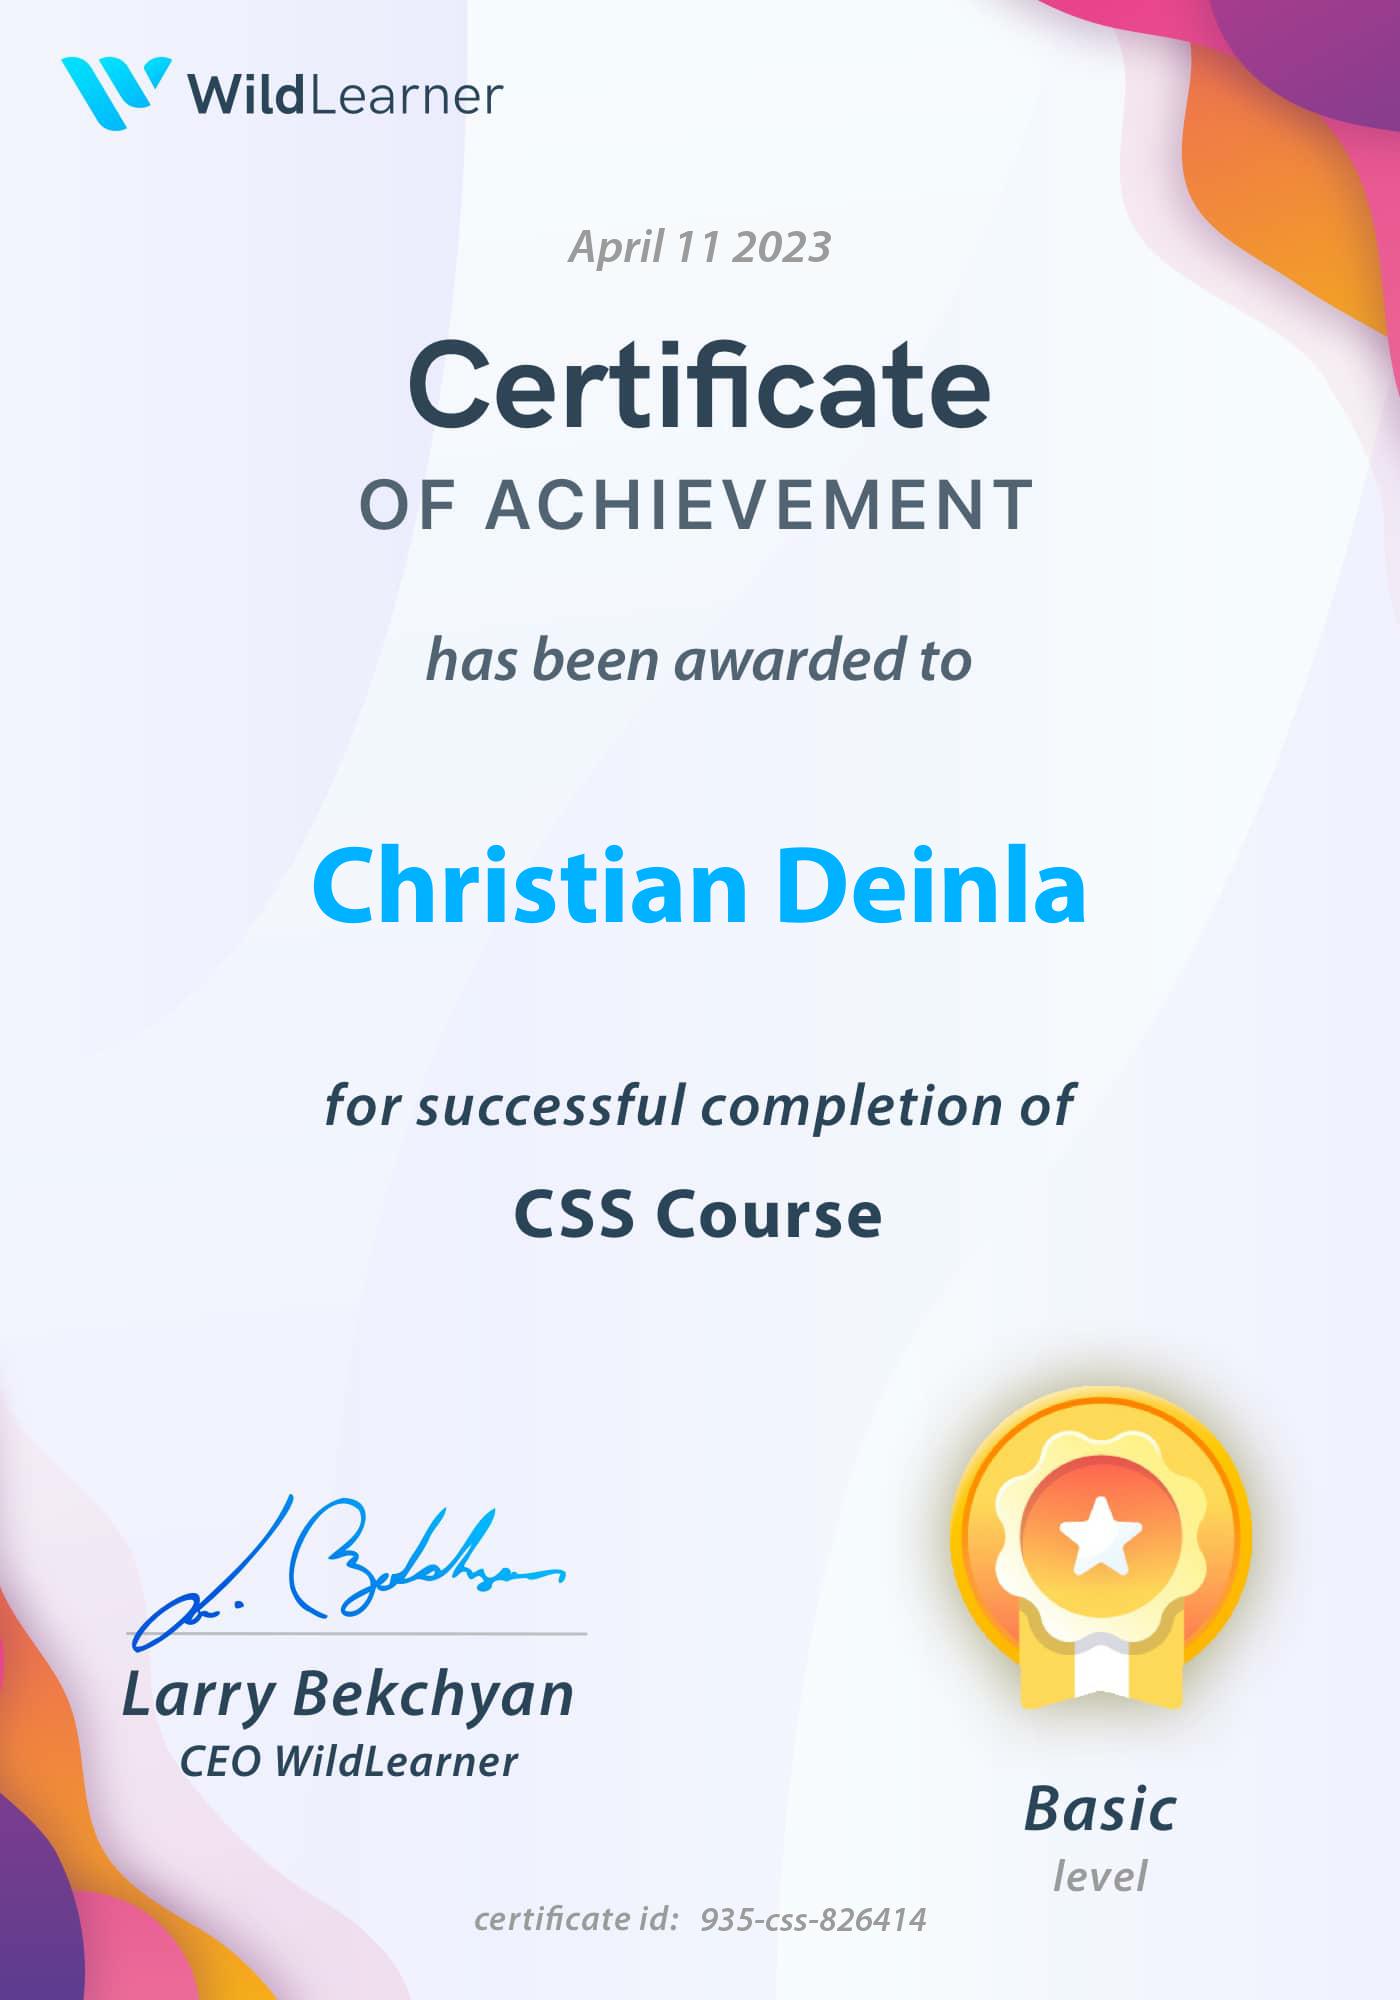 WildLearner
April 11 2023
Certificate
OF ACHIEVEMENT
has been awarded to
Christian Deinla
for successful completion of
CSS Course
Larry Bekchyan
CEO WildLearner
Basic
level
certificate id: 935-css-826414